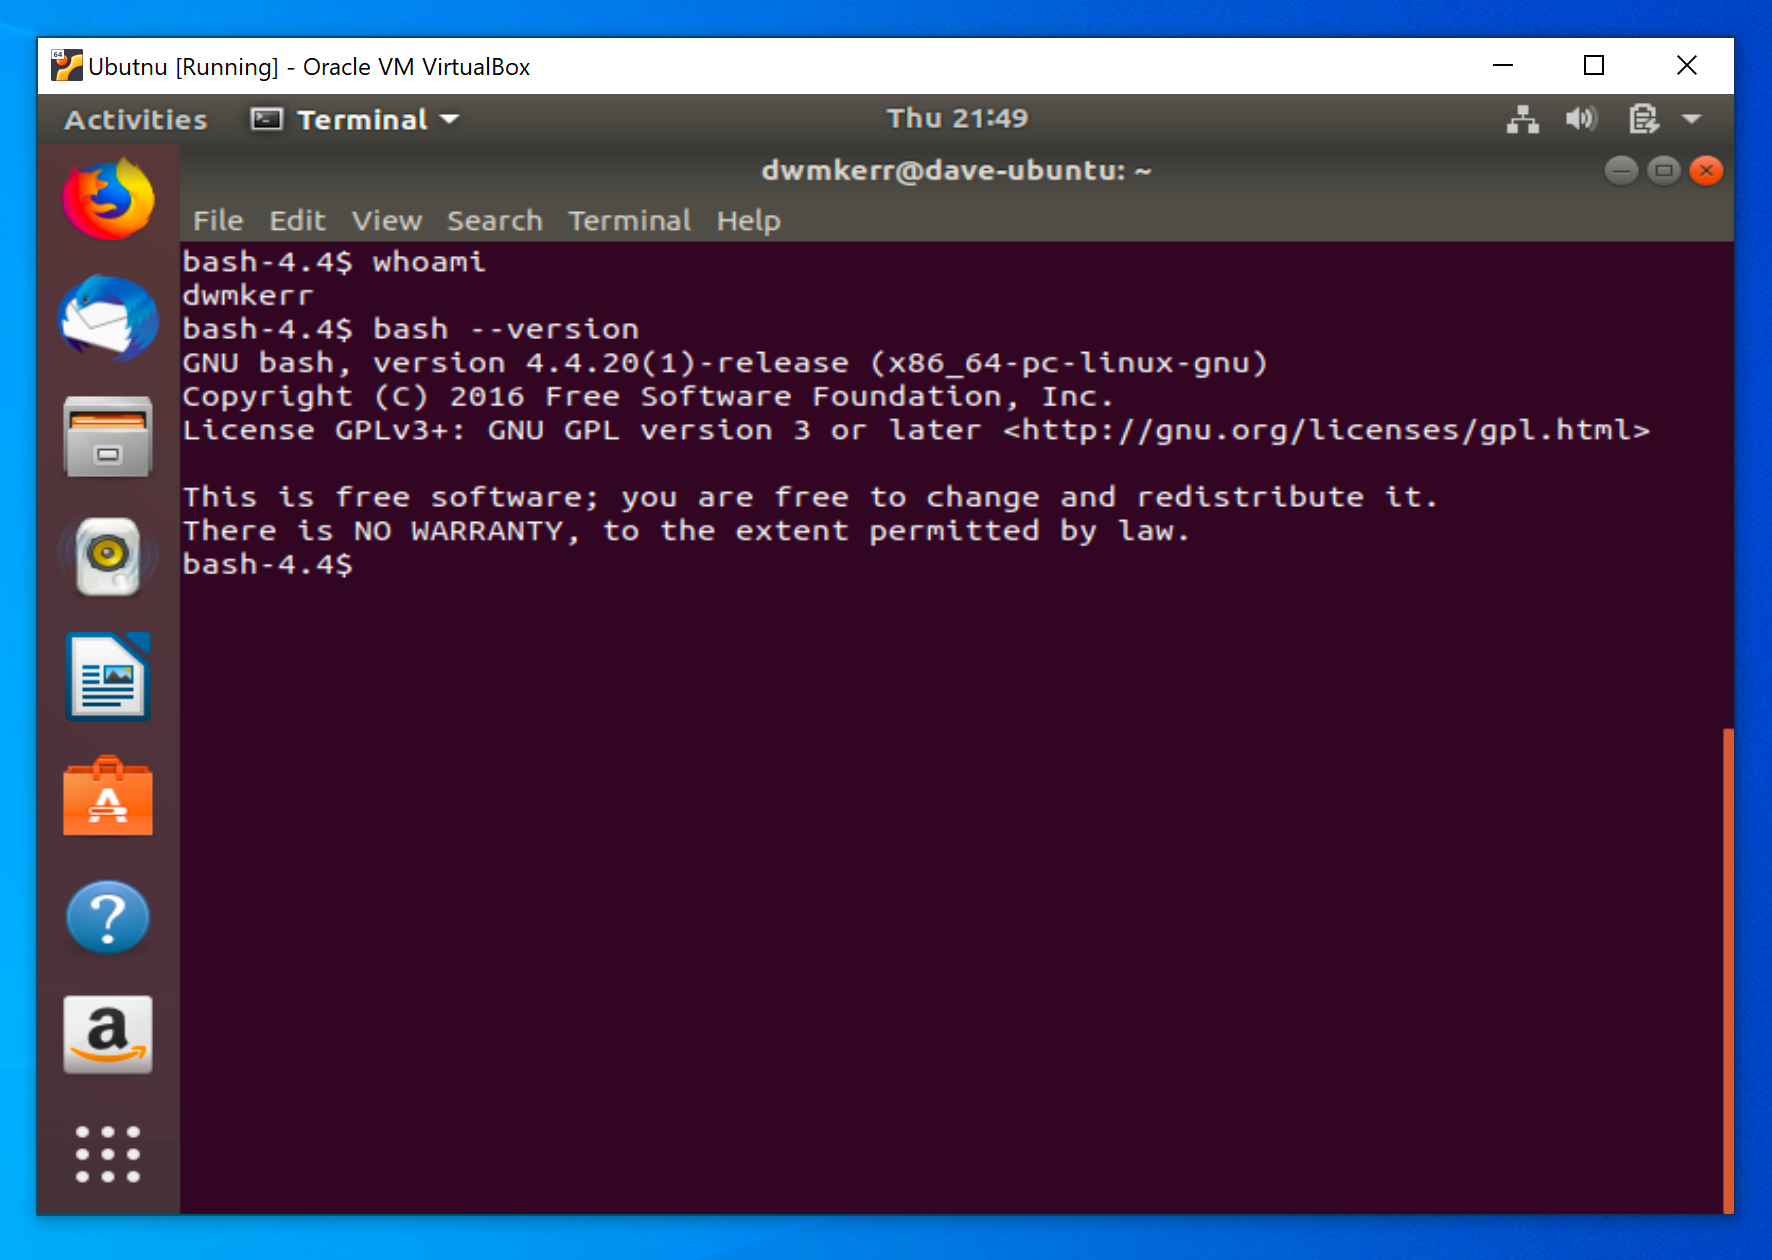 64
Ubutnu [Running] - Oracle VM VirtualBox
Activities Terminal Thu 21:49
dwmkerr@dave-ubuntu: ~
File Edit View Search Terminal Help
bash-4.4$ whoami
dwmkerr
bash-4.4$ bash --version
GNU bash, version 4.4.20(1)-release (x86_64-pc-linux-gnu)
Copyright (C) 2016 Free Software Foundation, Inc.
License GPLv3+: GNU GPL version 3 or later <http://gnu.org/licenses/gpl.html>
This is free software; you are free to change and redistribute it.
There is NO WARRANTY, to the extent permitted by law.
bash-4.4$
A
?
a